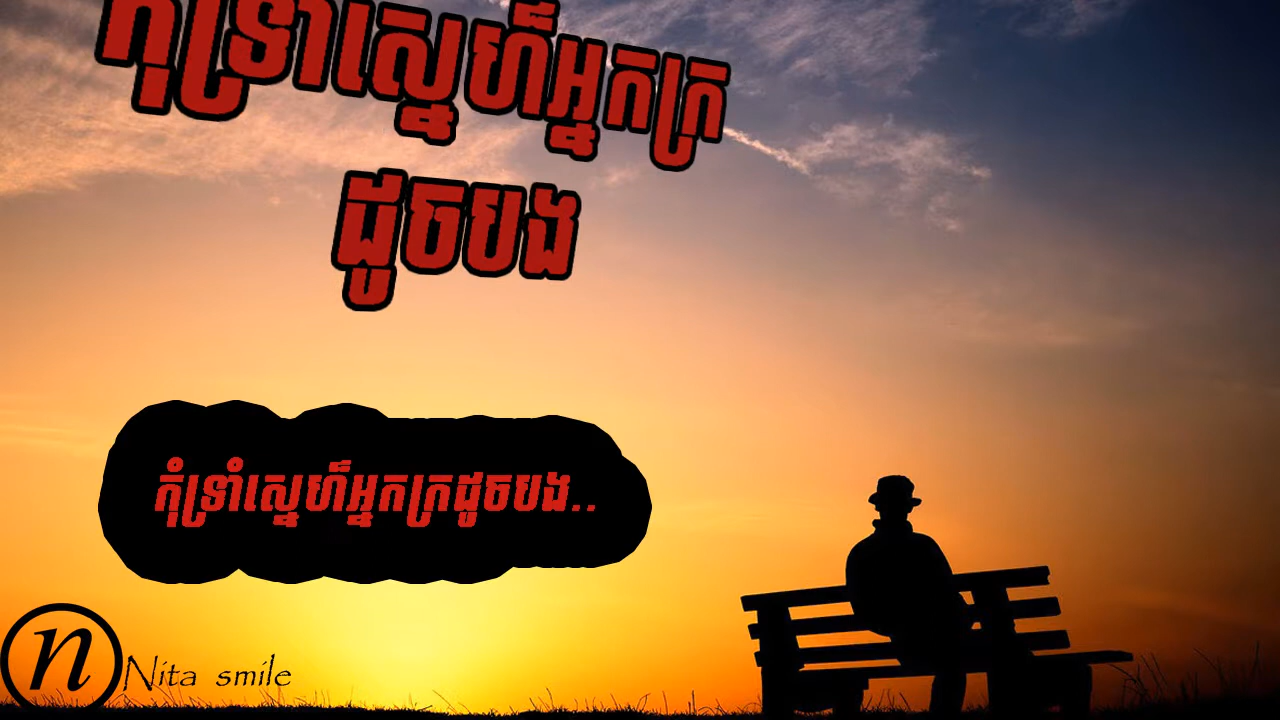 កុំទ្រាំស្នេហ៍អ្នកក្រ
ដូចបង
កុំទ្រាំស្នេហ៍អ្នកក្រដូចបង..
n
Nita smile